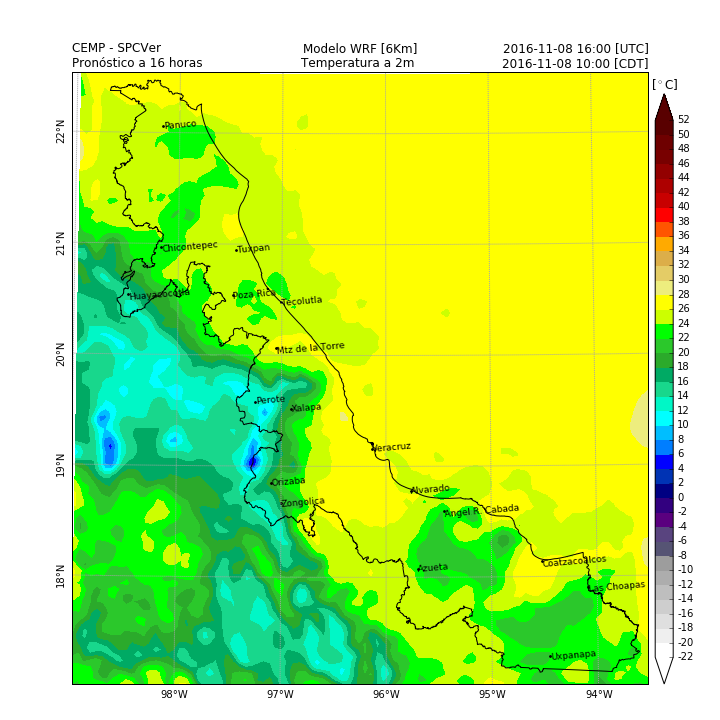 CEMP - SPCVer Modelo WRF [6Km] 2016-11-08 16:00 [UTC]
Pronóstico a 16 horas Temperatura a 2m 2016-11-08 10:00 [CDT]
[°C]
52
50
48
46
44
42
40
38
36
34
32
30
28
26
24
22
20
18
16
14
12
10
8
6
4
2
0
-2
-4
-6
-8
-10
-12
-14
-16
-18
-20
-22
22°N
21°N
20°N
19°N
18°N
Panuco
Chicontepec
Tuxpan
Huayacocotla
Poza Rica
Tecolutla
Mtz de la Torre
Perote
Xalapa
Veracruz
Orizaba
Alvarado
Zongolica
Angel R. Cabada
Azueta
Coatzacoalcos
Las Choapas
Uxpanapa
98°W 97°W 96°W 95°W 94°W